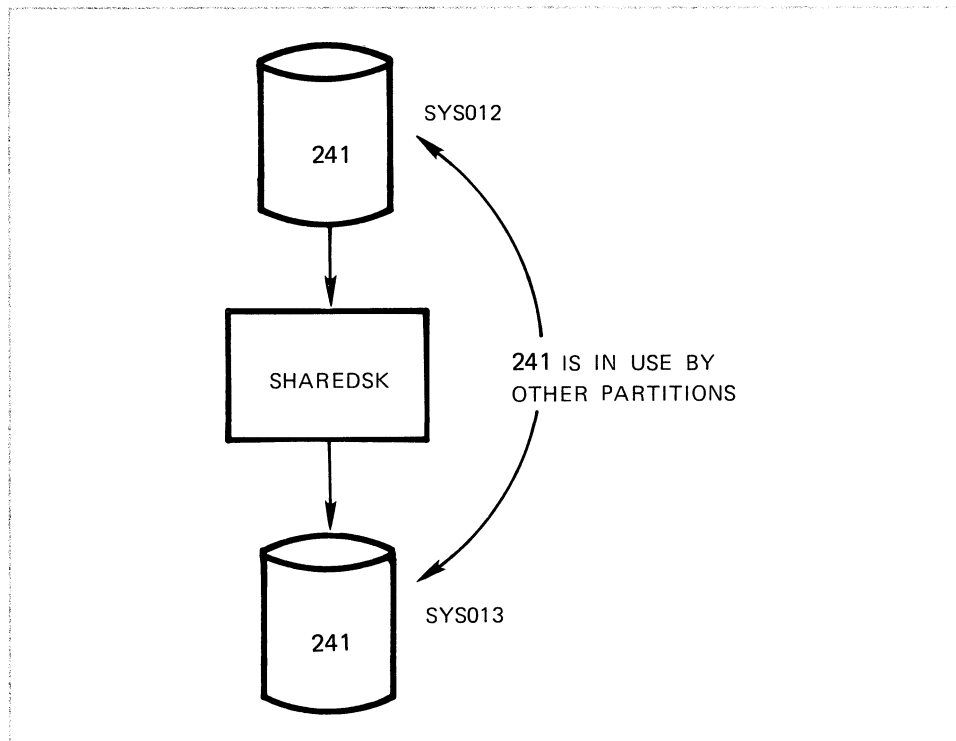 SYS012
241
SHAREDSK
241 IS IN USE BY
OTHER PARTITIONS
SYS013
241